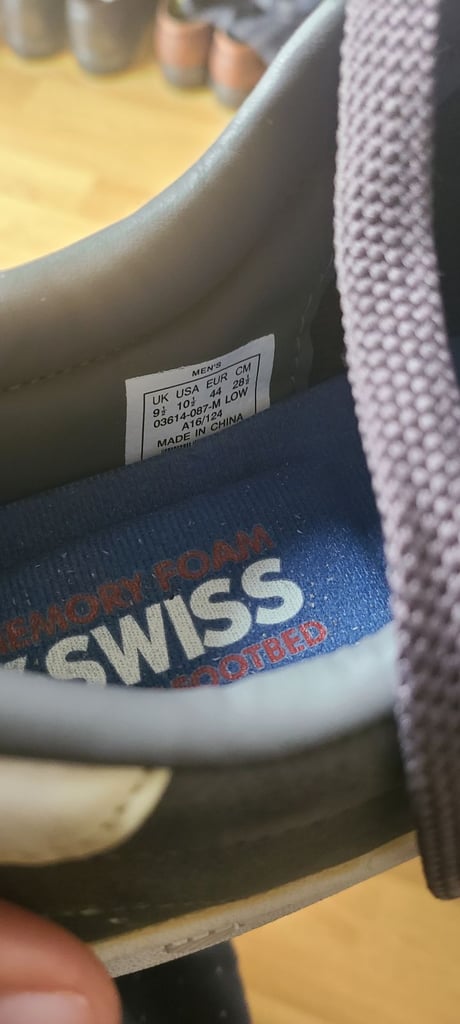 MEN'S
UK USA EUR CM
9½ 10½ 44 28½
03614-087-M LOW
A16/124
MADE IN CHINA
MEMORY FOAM
SWISS
FOOTBED